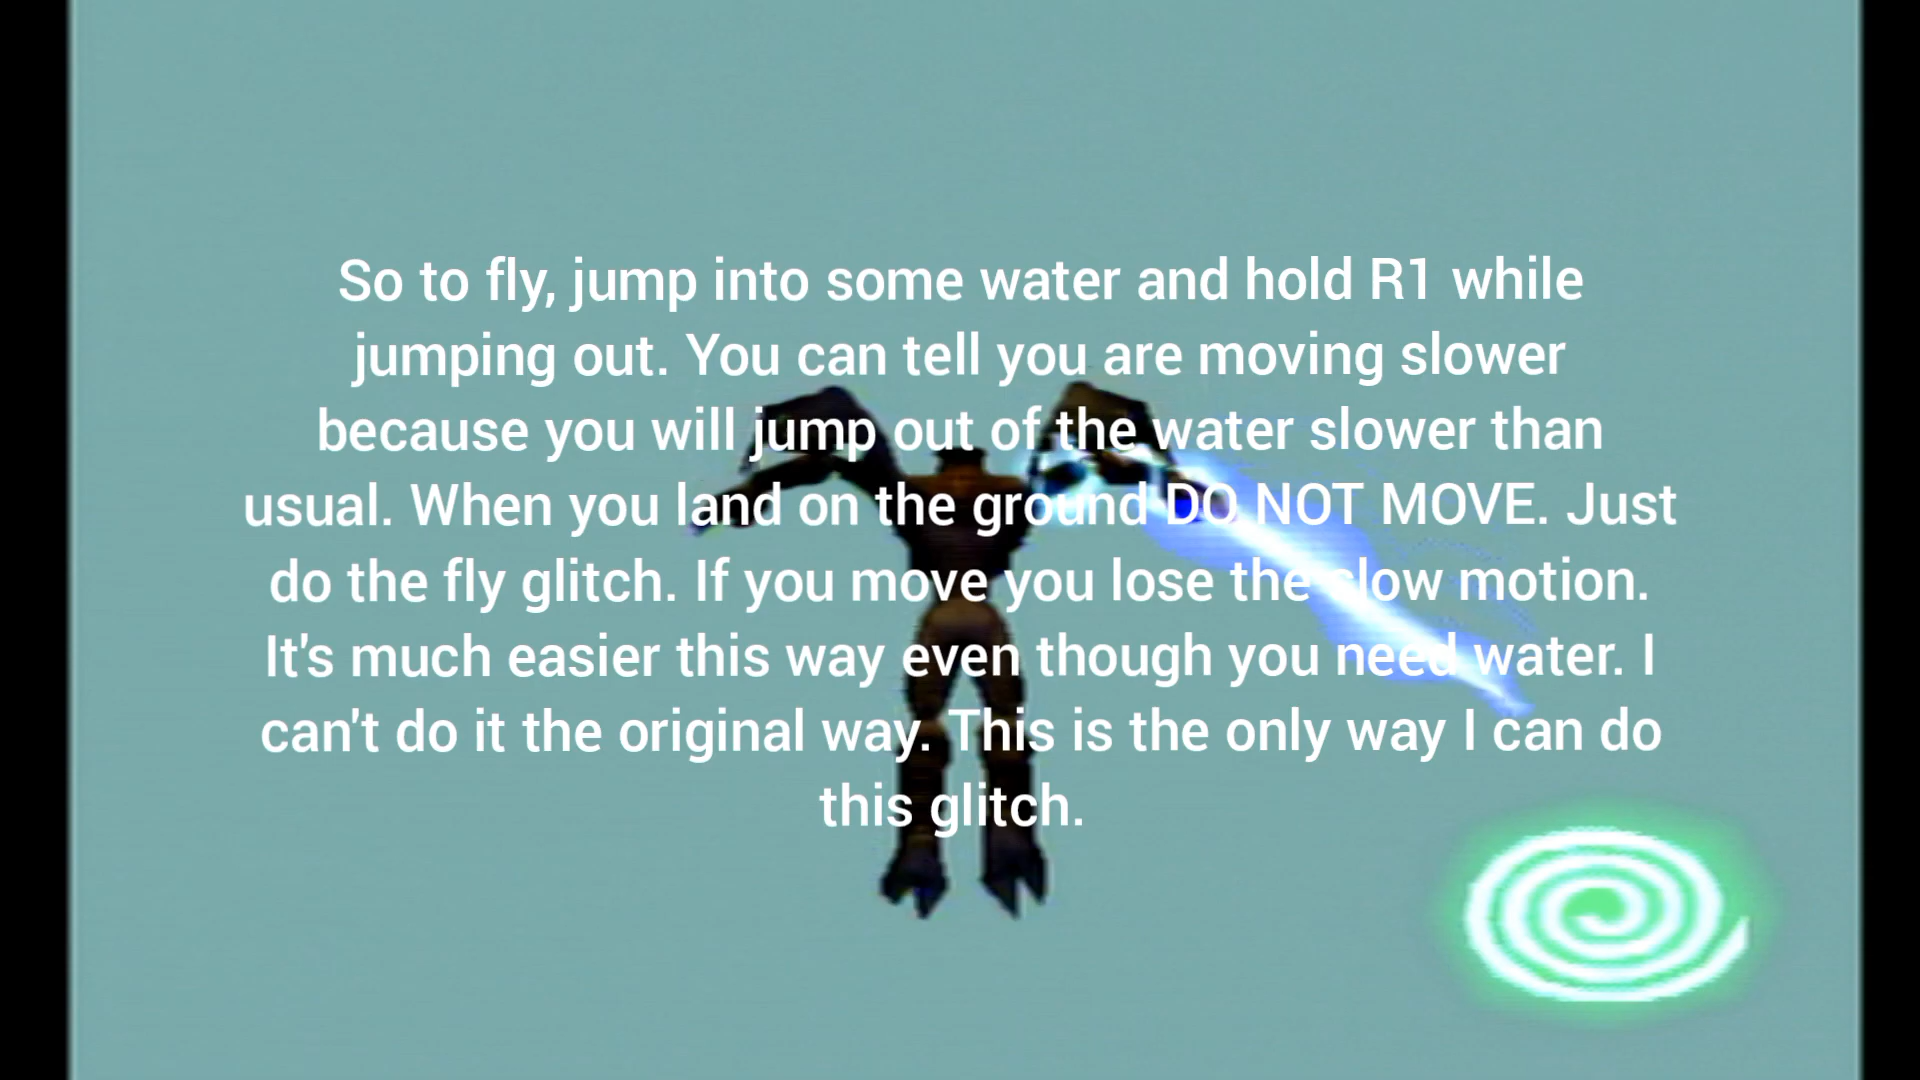 So to fly, jump into some water and hold R1 while
jumping out. You can tell you are moving slower
because you will jump out of the water slower than
usual. When you land on the ground DO NOT MOVE. Just
do the fly glitch. If you move you lose the slow motion.
It's much easier this way even though you need water. I
can't do it the original way. This is the only way I can do
this glitch.